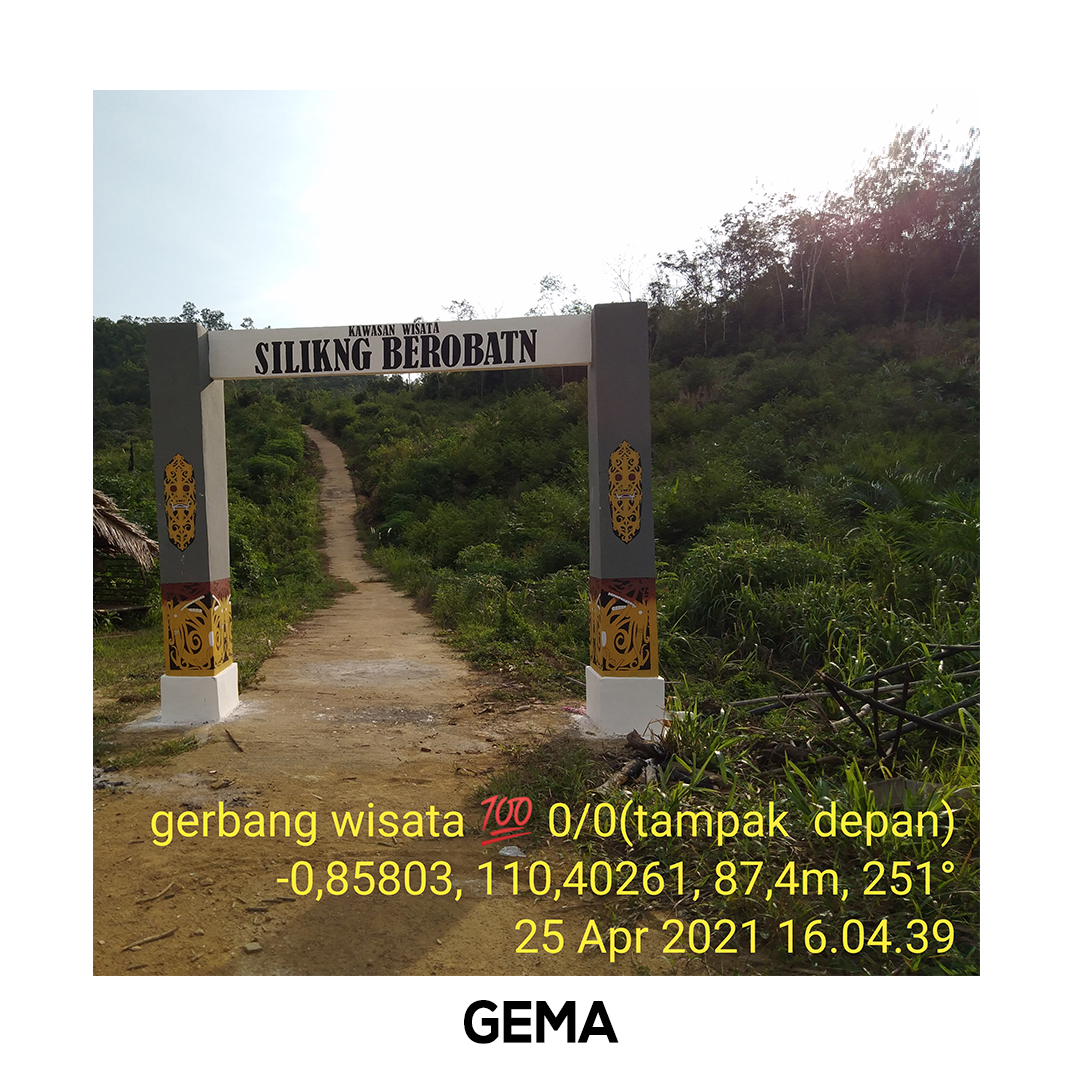 KAWASAN WISATA
SILIKNG BEROBATN
gerbang wisata 💯 0/0(tampak depan)
-0,85803, 110,40261, 87,4m, 251°
25 Apr 2021 16.04.39
GEMA